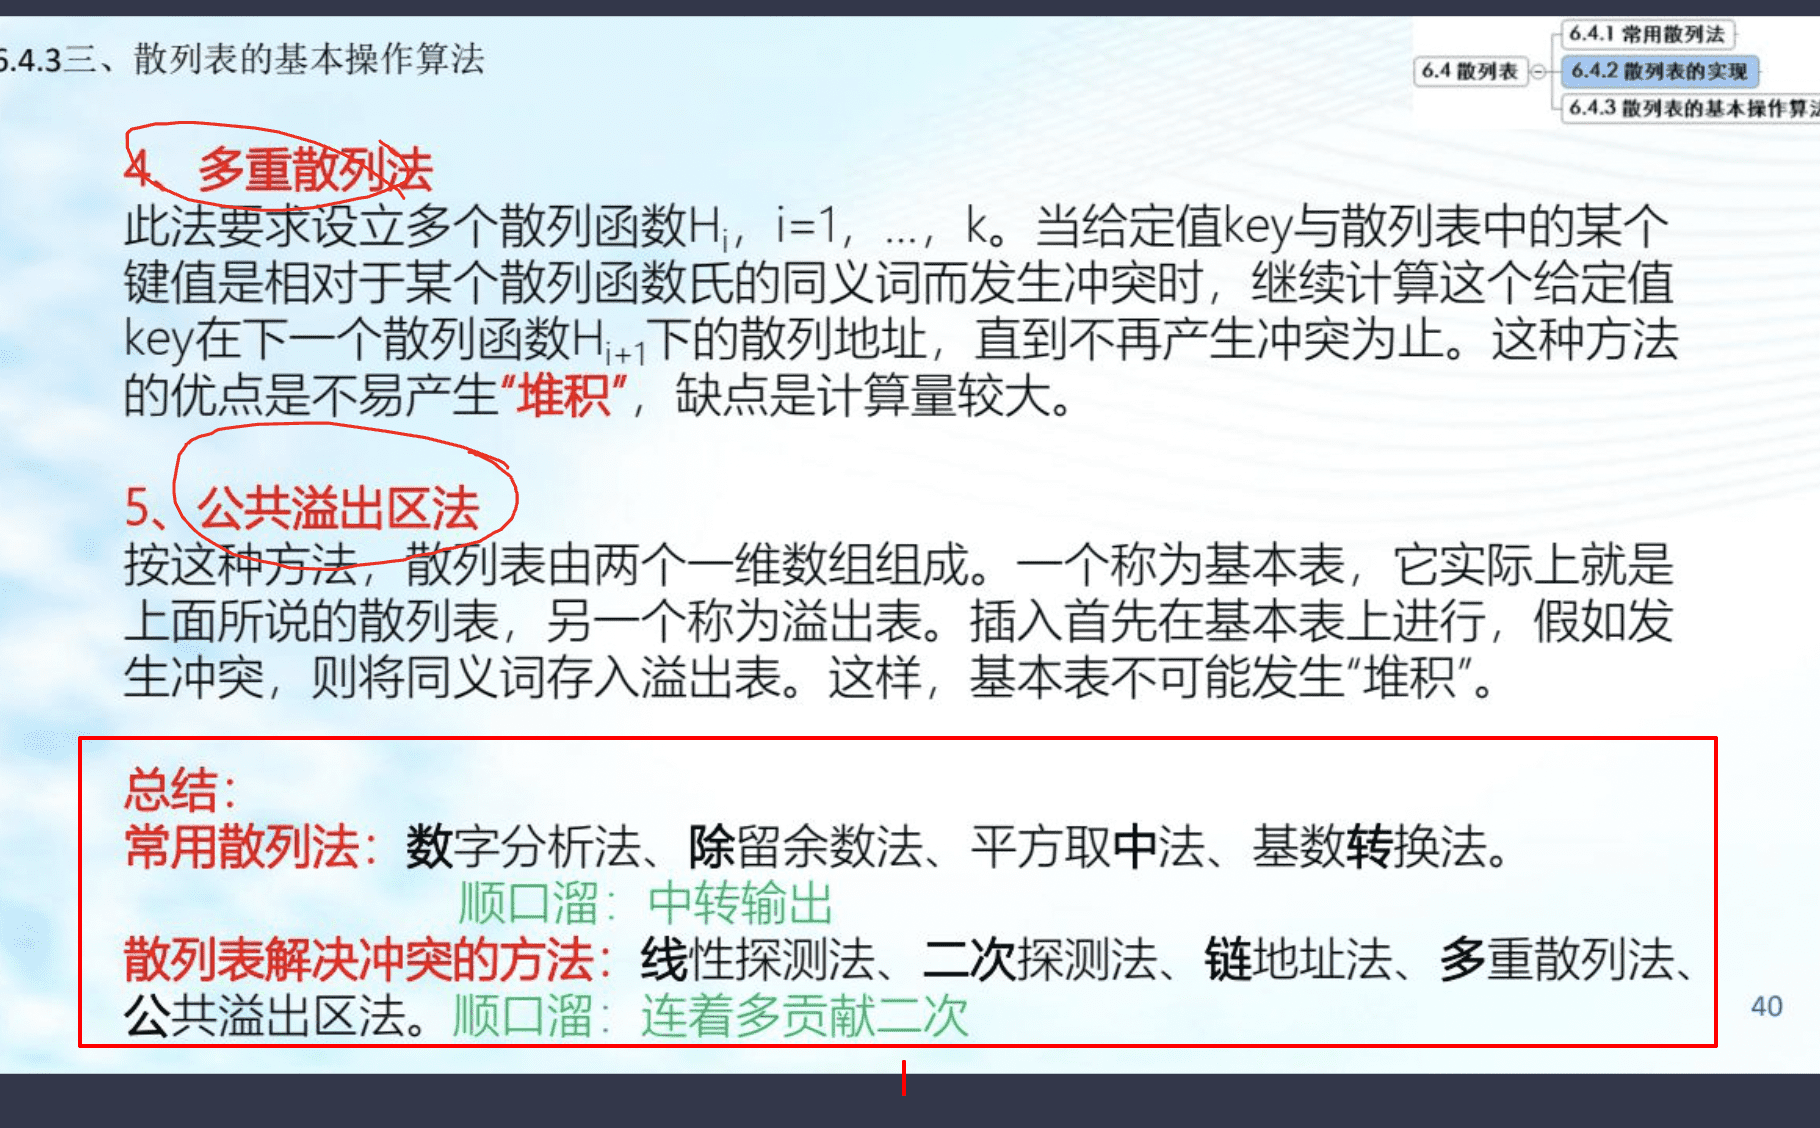 6.4.3三、散列表的基本操作算法
6.4 散列表
6.4.1 常用散列法
6.4.2 散列表的实现
6.4.3 散列表的基本操作算法
4、多重散列法
此法要求设立多个散列函数Hi，i=1，...，k。当给定值key与散列表中的某个
键值是相对于某个散列函数氏的同义词而发生冲突时，继续计算这个给定值
key在下一个散列函数Hi+1下的散列地址，直到不再产生冲突为止。这种方法
的优点是不易产生“堆积”，缺点是计算量较大。
5、公共溢出区法
按这种方法，散列表由两个一维数组组成。一个称为基本表，它实际上就是
上面所说的散列表，另一个称为溢出表。插入首先在基本表上进行，假如发
生冲突，则将同义词存入溢出表。这样，基本表不可能发生“堆积”。
总结：
常用散列法：数字分析法、除留余数法、平方取中法、基数转换法。
顺口溜：中转输出
散列表解决冲突的方法：线性探测法、二次探测法、链地址法、多重散列法、
公共溢出区法。顺口溜：连着多贡献二次
40